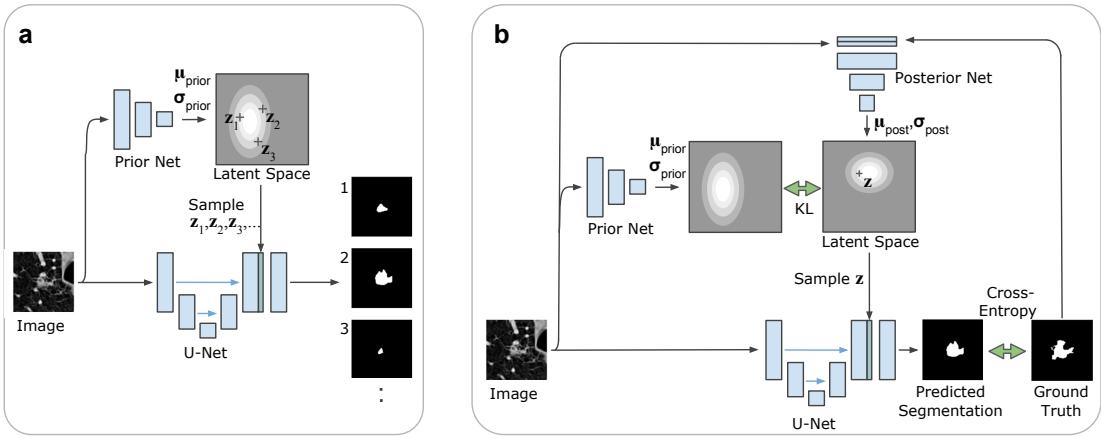 a
μprior
σprior
z1
z2
z3
Prior Net
Latent Space
Sample
z1,z2,z3,...
1
2
3
⋮
Image
U-Net
b
Posterior Net
μpost,σpost
μprior
σprior
z
Prior Net
KL
Latent Space
Sample z
Cross-
Entropy
Image
U-Net
Predicted
Segmentation
Ground
Truth